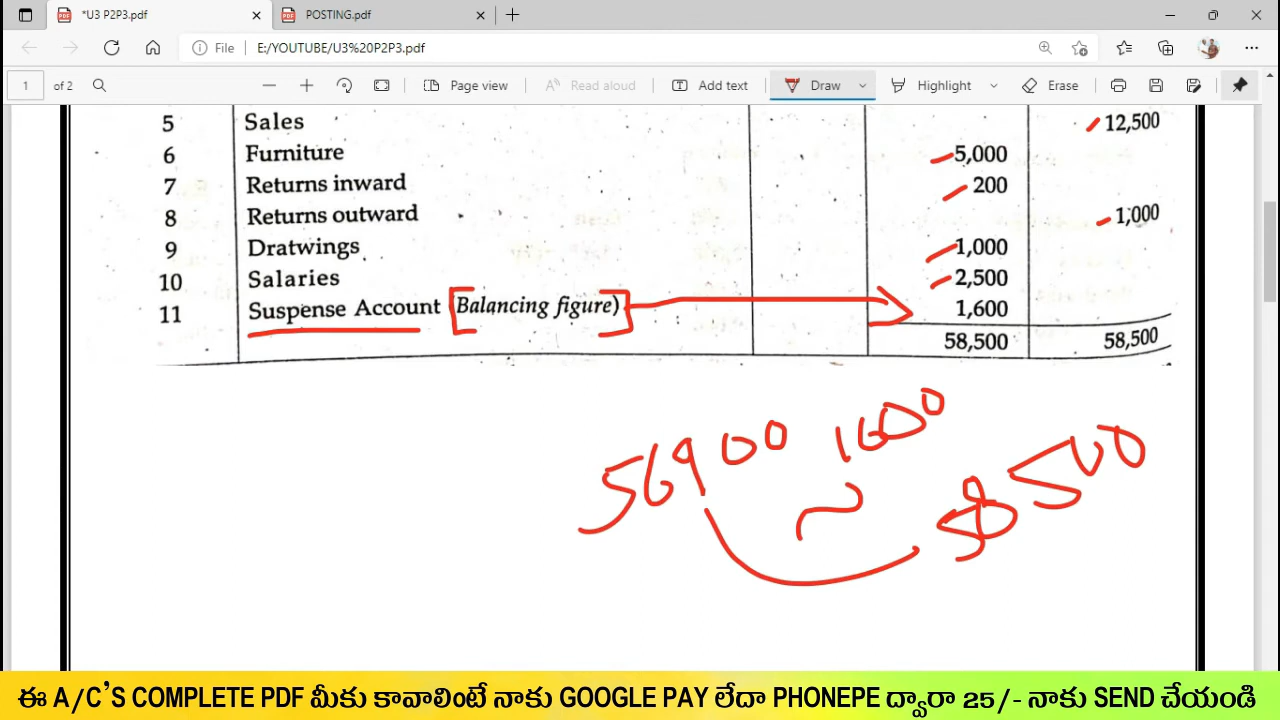 *U3 P2P3.pdf
POSTING.pdf
File E:/YOUTUBE/U3%20P2P3.pdf
1 of 2 Page view Read aloud Add text Draw Highlight Erase
5 Sales 12,500
6 Furniture 5,000
7 Returns inward 200
8 Returns outward 1,000
9 Dratwings 1,000
10 Salaries 2,500
11 Suspense Account (Balancing figure) 1,600
58,500 58,500
56900 1600
58500
ఈ A/C'S COMPLETE PDF మీకు కావాలింటే నాకు GOOGLE PAY లేదా PHONEPE ద్వారా 25/- నాకు SEND చేయండి